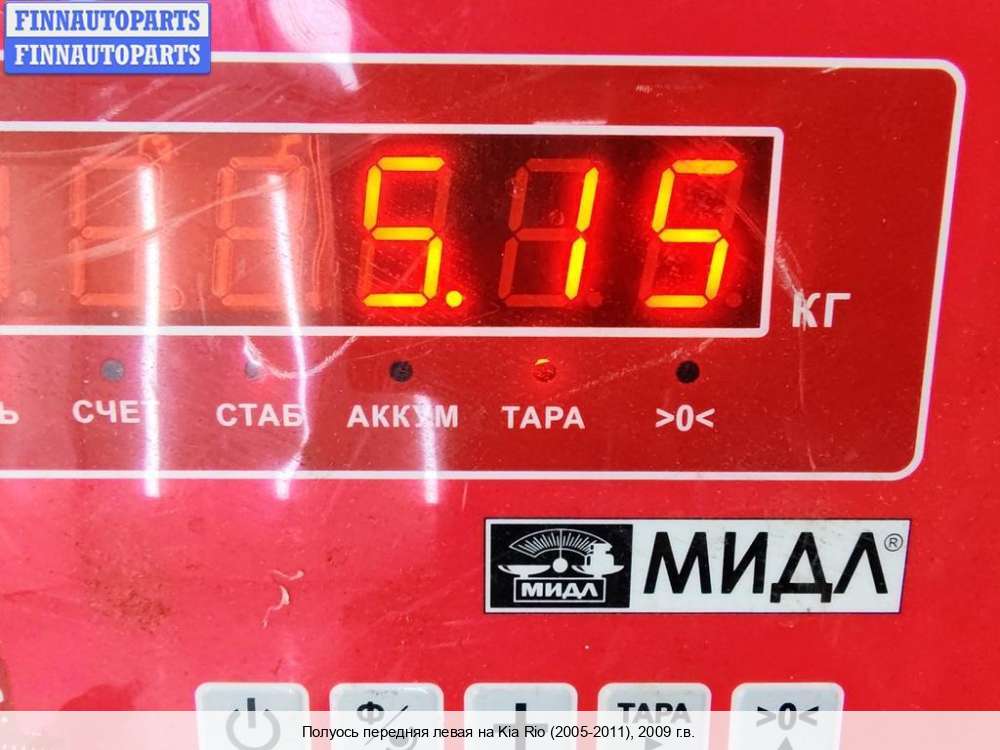 FINNAUTOPARTS
FINNAUTOPARTS
5.15
КГ
СЧЕТ
СТАБ
АККУМ
ТАРА
>0<
МИДЛ
МИДЛ®
ТАРА
>0<
Полуось передняя левая на Kia Rio (2005-2011), 2009 г.в.